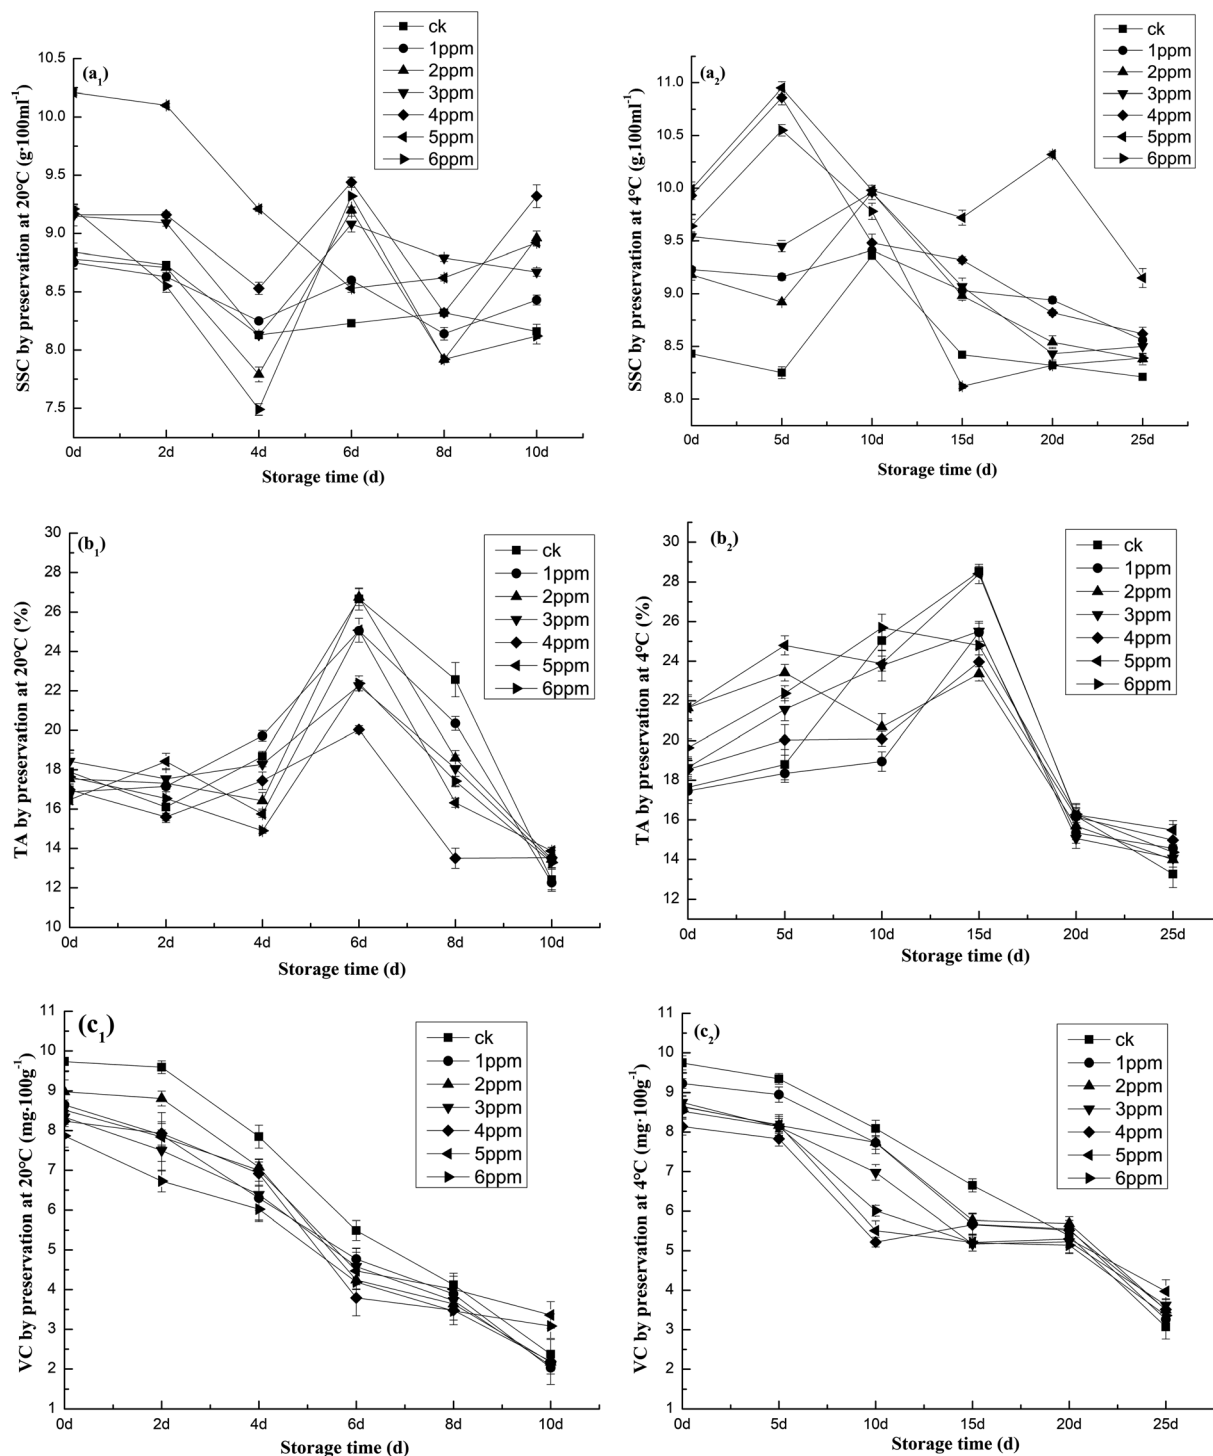 ck
1ppm
2ppm
3ppm
4ppm
5ppm
6ppm
(a1)
10.5
10.0
9.5
9.0
8.5
8.0
7.5
SSC by preservation at 20℃ (g·100ml-1)
0d 2d 4d 6d 8d 10d
Storage time (d)
ck
1ppm
2ppm
3ppm
4ppm
5ppm
6ppm
(a2)
11.0
10.5
10.0
9.5
9.0
8.5
8.0
SSC by preservation at 4℃ (g.100ml-1)
0d 5d 10d 15d 20d 25d
Storage time (d)
(b1)
ck
1ppm
2ppm
3ppm
4ppm
5ppm
6ppm
30
28
26
24
22
20
18
16
14
12
10
TA by preservation at 20℃ (%)
0d 2d 4d 6d 8d 10d
Storage time (d)
(b2)
ck
1ppm
2ppm
3ppm
4ppm
5ppm
6ppm
30
28
26
24
22
20
18
16
14
12
TA by preservation at 4℃ (%)
0d 5d 10d 15d 20d 25d
Storage time (d)
(c1)
ck
1ppm
2ppm
3ppm
4ppm
5ppm
6ppm
11
10
9
8
7
6
5
4
3
2
1
VC by preservation at 20℃ (mg·100g-1)
0d 2d 4d 6d 8d 10d
Storage time (d)
(c2)
ck
1ppm
2ppm
3ppm
4ppm
5ppm
6ppm
11
10
9
8
7
6
5
4
3
2
1
VC by preservation at 4℃ (mg·100g-1)
0d 5d 10d 15d 20d 25d
Storage time (d)